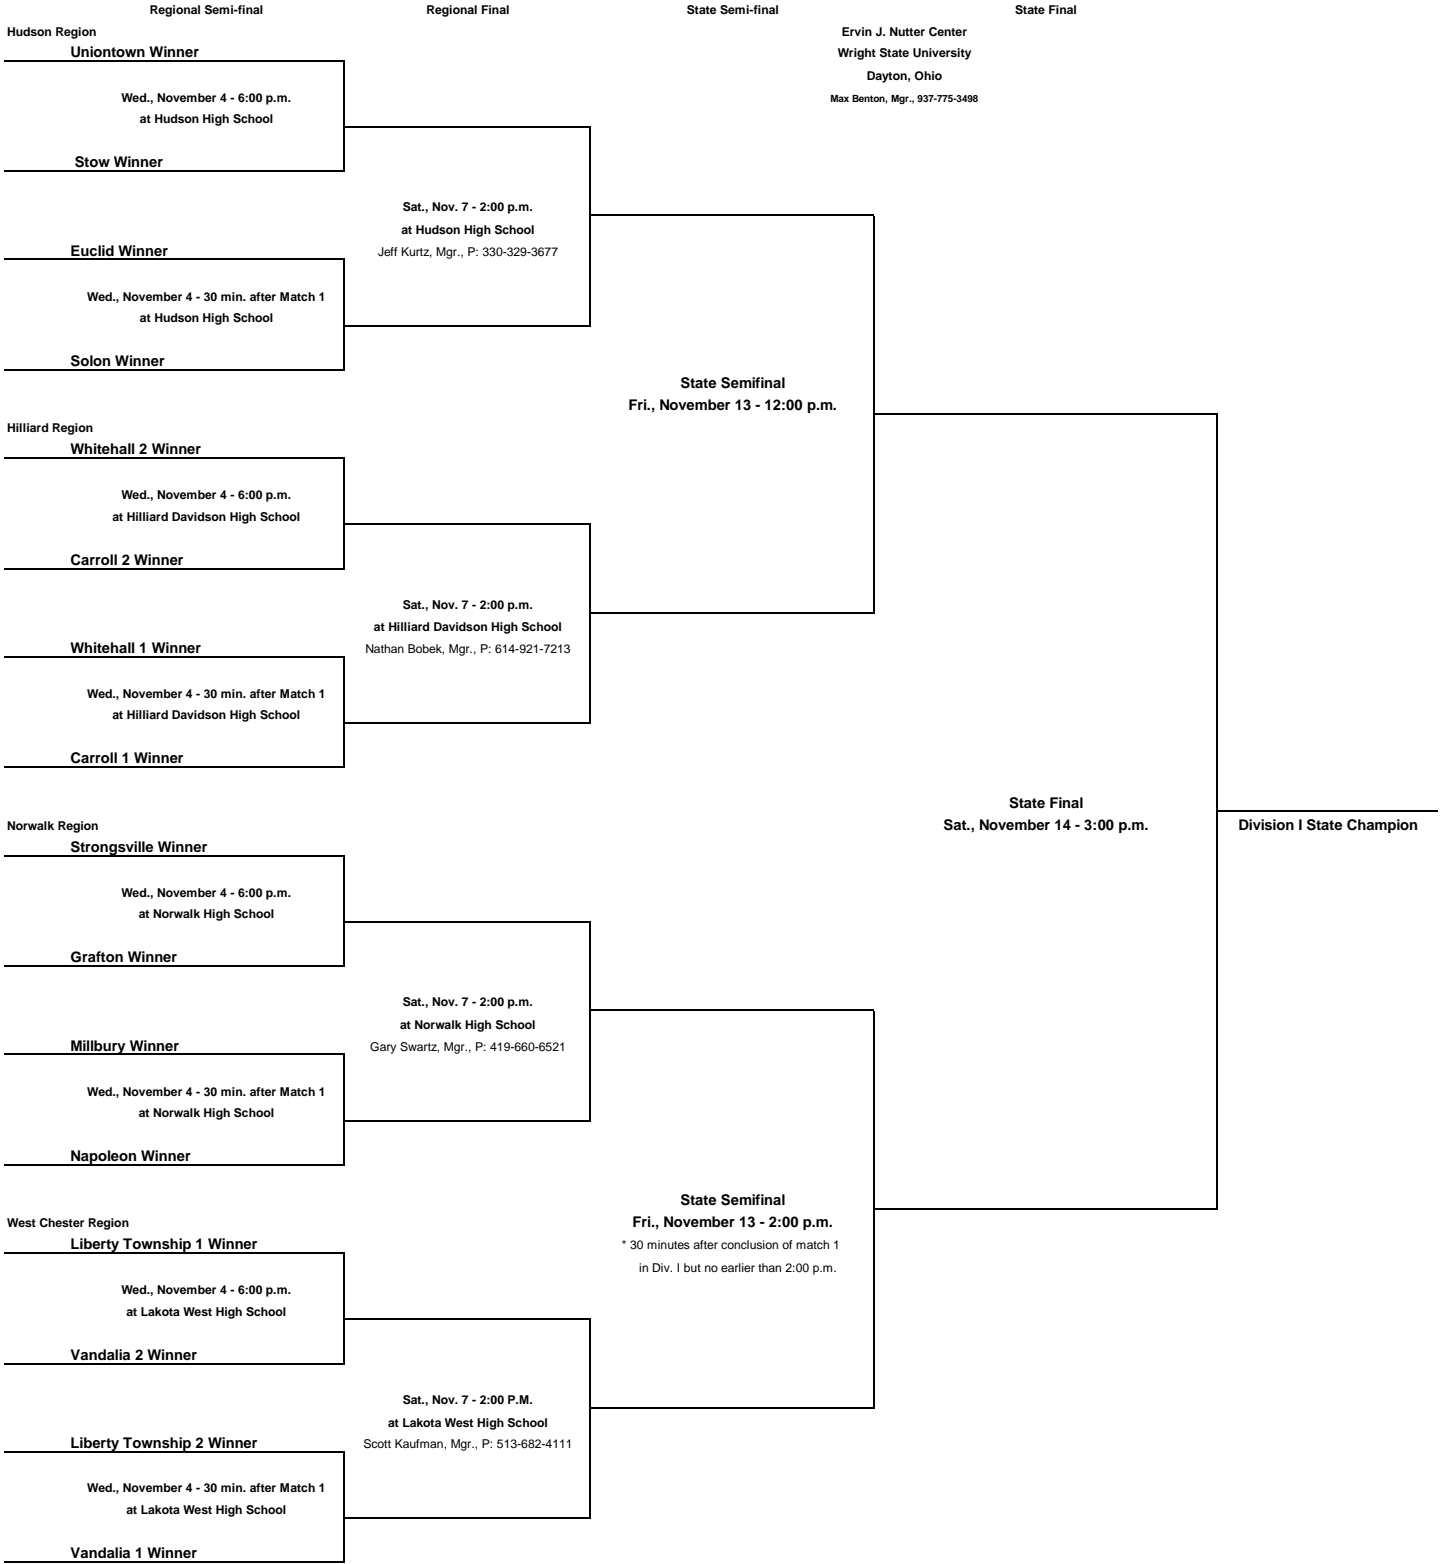 Regional Semi-final
Regional Final
State Semi-final
State Final
Ervin J. Nutter Center
Wright State University
Dayton, Ohio
Max Benton, Mgr., 937-775-3498
Hudson Region
Uniontown Winner
Wed., November 4 - 6:00 p.m.
at Hudson High School
Stow Winner
Sat., Nov. 7 - 2:00 p.m.
at Hudson High School
Jeff Kurtz, Mgr., P: 330-329-3677
Euclid Winner
Wed., November 4 - 30 min. after Match 1
at Hudson High School
Solon Winner
State Semifinal
Fri., November 13 - 12:00 p.m.
Hilliard Region
Whitehall 2 Winner
Wed., November 4 - 6:00 p.m.
at Hilliard Davidson High School
Carroll 2 Winner
Sat., Nov. 7 - 2:00 p.m.
at Hilliard Davidson High School
Nathan Bobek, Mgr., P: 614-921-7213
Whitehall 1 Winner
Wed., November 4 - 30 min. after Match 1
at Hilliard Davidson High School
Carroll 1 Winner
State Final
Sat., November 14 - 3:00 p.m.
Division I State Champion
Norwalk Region
Strongsville Winner
Wed., November 4 - 6:00 p.m.
at Norwalk High School
Grafton Winner
Sat., Nov. 7 - 2:00 p.m.
at Norwalk High School
Gary Swartz, Mgr., P: 419-660-6521
Millbury Winner
Wed., November 4 - 30 min. after Match 1
at Norwalk High School
Napoleon Winner
State Semifinal
Fri., November 13 - 2:00 p.m.
* 30 minutes after conclusion of match 1
in Div. I but no earlier than 2:00 p.m.
West Chester Region
Liberty Township 1 Winner
Wed., November 4 - 6:00 p.m.
at Lakota West High School
Vandalia 2 Winner
Sat., Nov. 7 - 2:00 P.M.
at Lakota West High School
Scott Kaufman, Mgr., P: 513-682-4111
Liberty Township 2 Winner
Wed., November 4 - 30 min. after Match 1
at Lakota West High School
Vandalia 1 Winner